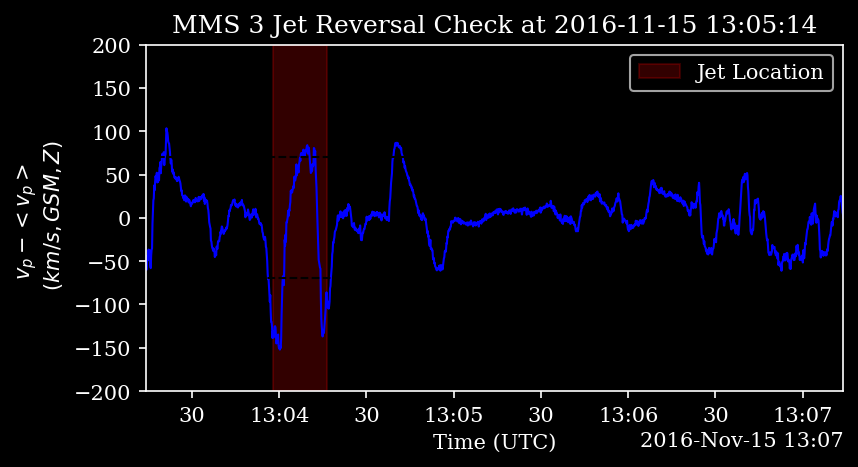 MMS 3 Jet Reversal Check at 2016-11-15 13:05:14
Jet Location
200
150
100
50
0
−50
−100
−150
−200
v_p − < v_p >
(km/s, GSM, Z)
30
13:04
30
13:05
30
13:06
30
13:07
Time (UTC)
2016-Nov-15 13:07